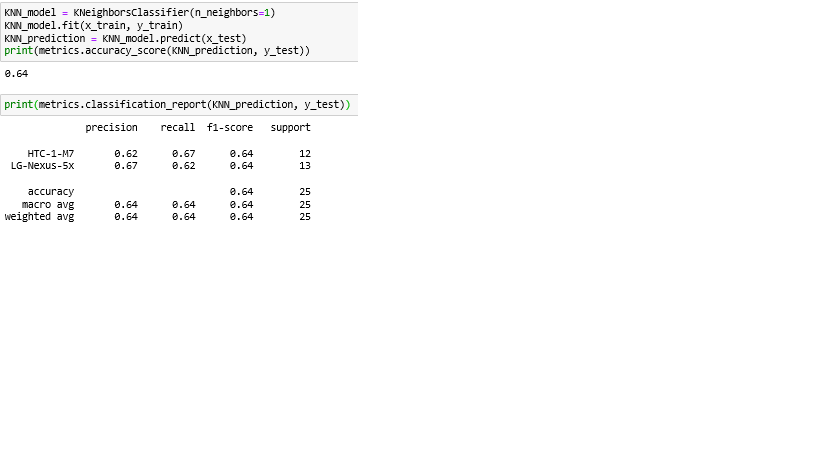 KNN_model = KNeighborsClassifier(n_neighbors=1)
KNN_model.fit(x_train, y_train)
KNN_prediction = KNN_model.predict(x_test)
print(metrics.accuracy_score(KNN_prediction, y_test))
0.64
print(metrics.classification_report(KNN_prediction, y_test))
precision recall f1-score support
HTC-1-M7 0.62 0.67 0.64 12
LG-Nexus-5x 0.67 0.62 0.64 13
accuracy 0.64 25
macro avg 0.64 0.64 0.64 25
weighted avg 0.64 0.64 0.64 25